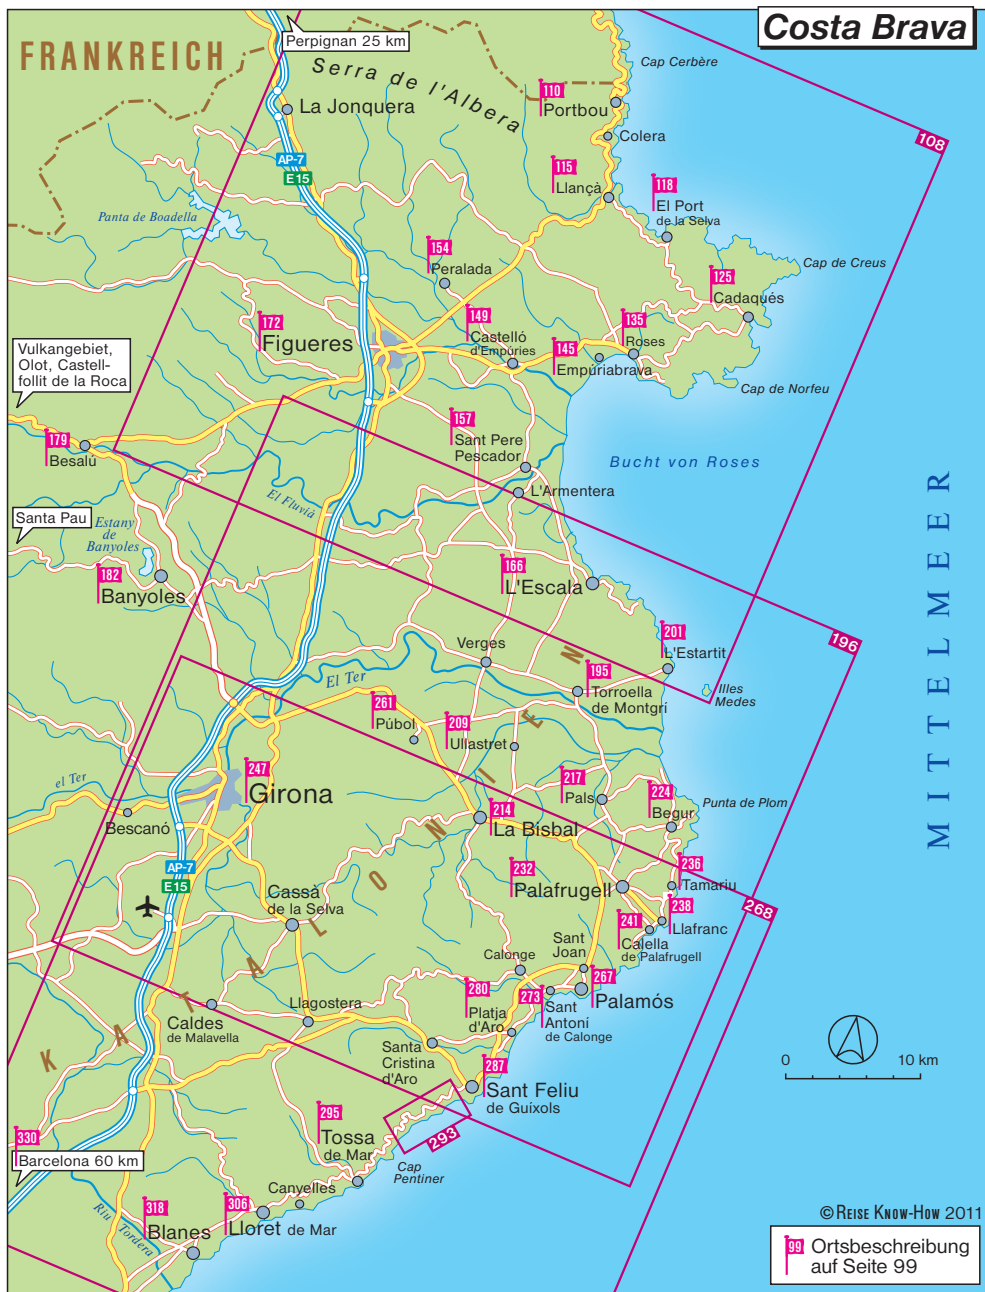 Costa Brava
FRANKREICH
Perpignan 25 km
Serra de l'Albera
Cap Cerbère
110
Portbou
La Jonquera
Colera
108
AP-7
E15
115
Llançà
118
El Port
de la Selva
Panta de Boadella
154
Peralada
Cap de Creus
125
Cadaqués
172
Figueres
149
Castelló
d'Empúries
135
Roses
145
Empuriabrava
Vulkangebiet,
Olot, Castell-
follit de la Roca
Cap de Norfeu
157
Sant Pere
Pescador
179
Besalú
Bucht von Roses
El Fluvià
L'Armentera
MITTELMEER
Santa Pau
Estany
de
Banyoles
182
Banyoles
166
L'Escala
196
201
L'Estartit
Verges
El Ter
195
Torroella
de Montgrí
Illes
Medes
261
Púbol
209
Ullastret
247
Girona
el Ter
Bescanó
217
Pals
224
Begur
Punta de Plom
214
La Bisbal
AP-7
E15
232
Palafrugell
236
Tamariu
Cassà
de la Selva
238
Llafranc
268
241
Calella
de Palafrugell
KATALONIEN
Calonge
Sant
Joan
267
Palamós
280
Platja
d'Aro
273
Sant
Antoní
de Calonge
Llagostera
Caldes
de Malavella
Santa
Cristina
d'Aro
0 10 km
287
Sant Feliu
de Guíxols
295
Tossa
de Mar
293
Cap
Pentiner
330
Barcelona 60 km
Canyelles
306
Lloret de Mar
318
Blanes
Riu
Tordera
© REISE KNOW-HOW 2011
99 Ortsbeschreibung
auf Seite 99